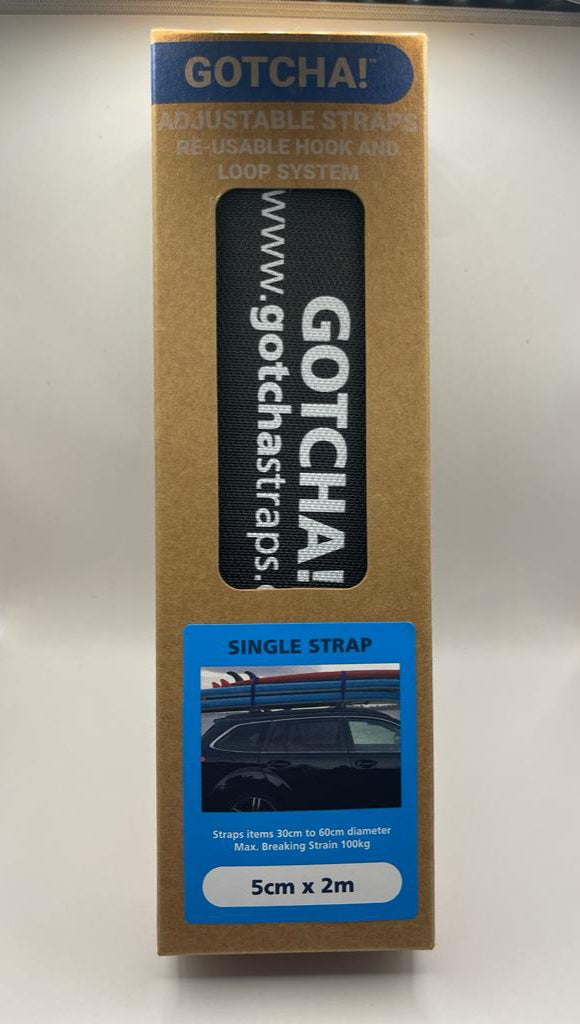 GOTCHA!™
ADJUSTABLE STRAPS
RE-USABLE HOOK AND
LOOP SYSTEM
GOTCHA!
www.gotchastraps.
SINGLE STRAP
Straps items 30cm to 60cm diameter
Max. Breaking Strain 100kg
5cm x 2m